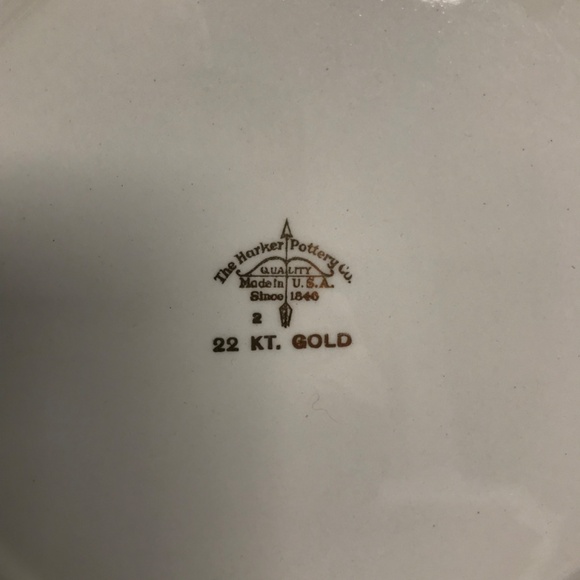 The Harker Pottery Co.
QUALITY
Made in U.S.A.
Since 1840
2
22 KT. GOLD